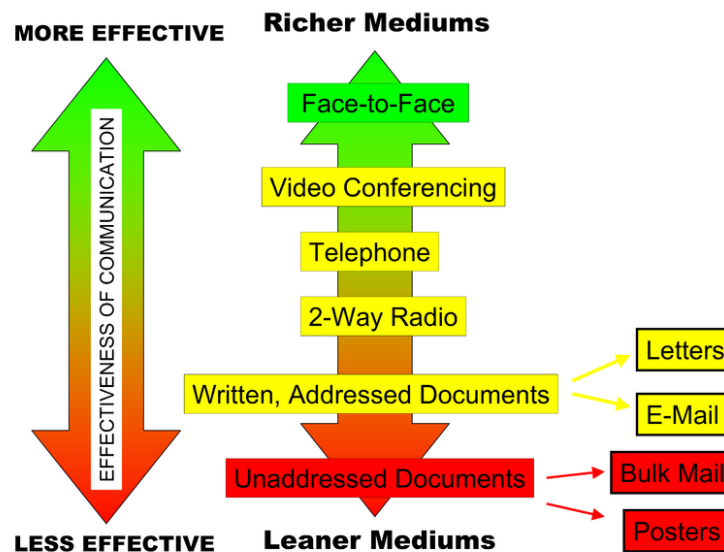 MORE EFFECTIVE
Richer Mediums
EFFECTIVENESS OF COMMUNICATION
Face-to-Face
Video Conferencing
Telephone
2-Way Radio
Written, Addressed Documents
Letters
E-Mail
Unaddressed Documents
Bulk Mail
Posters
LESS EFFECTIVE
Leaner Mediums